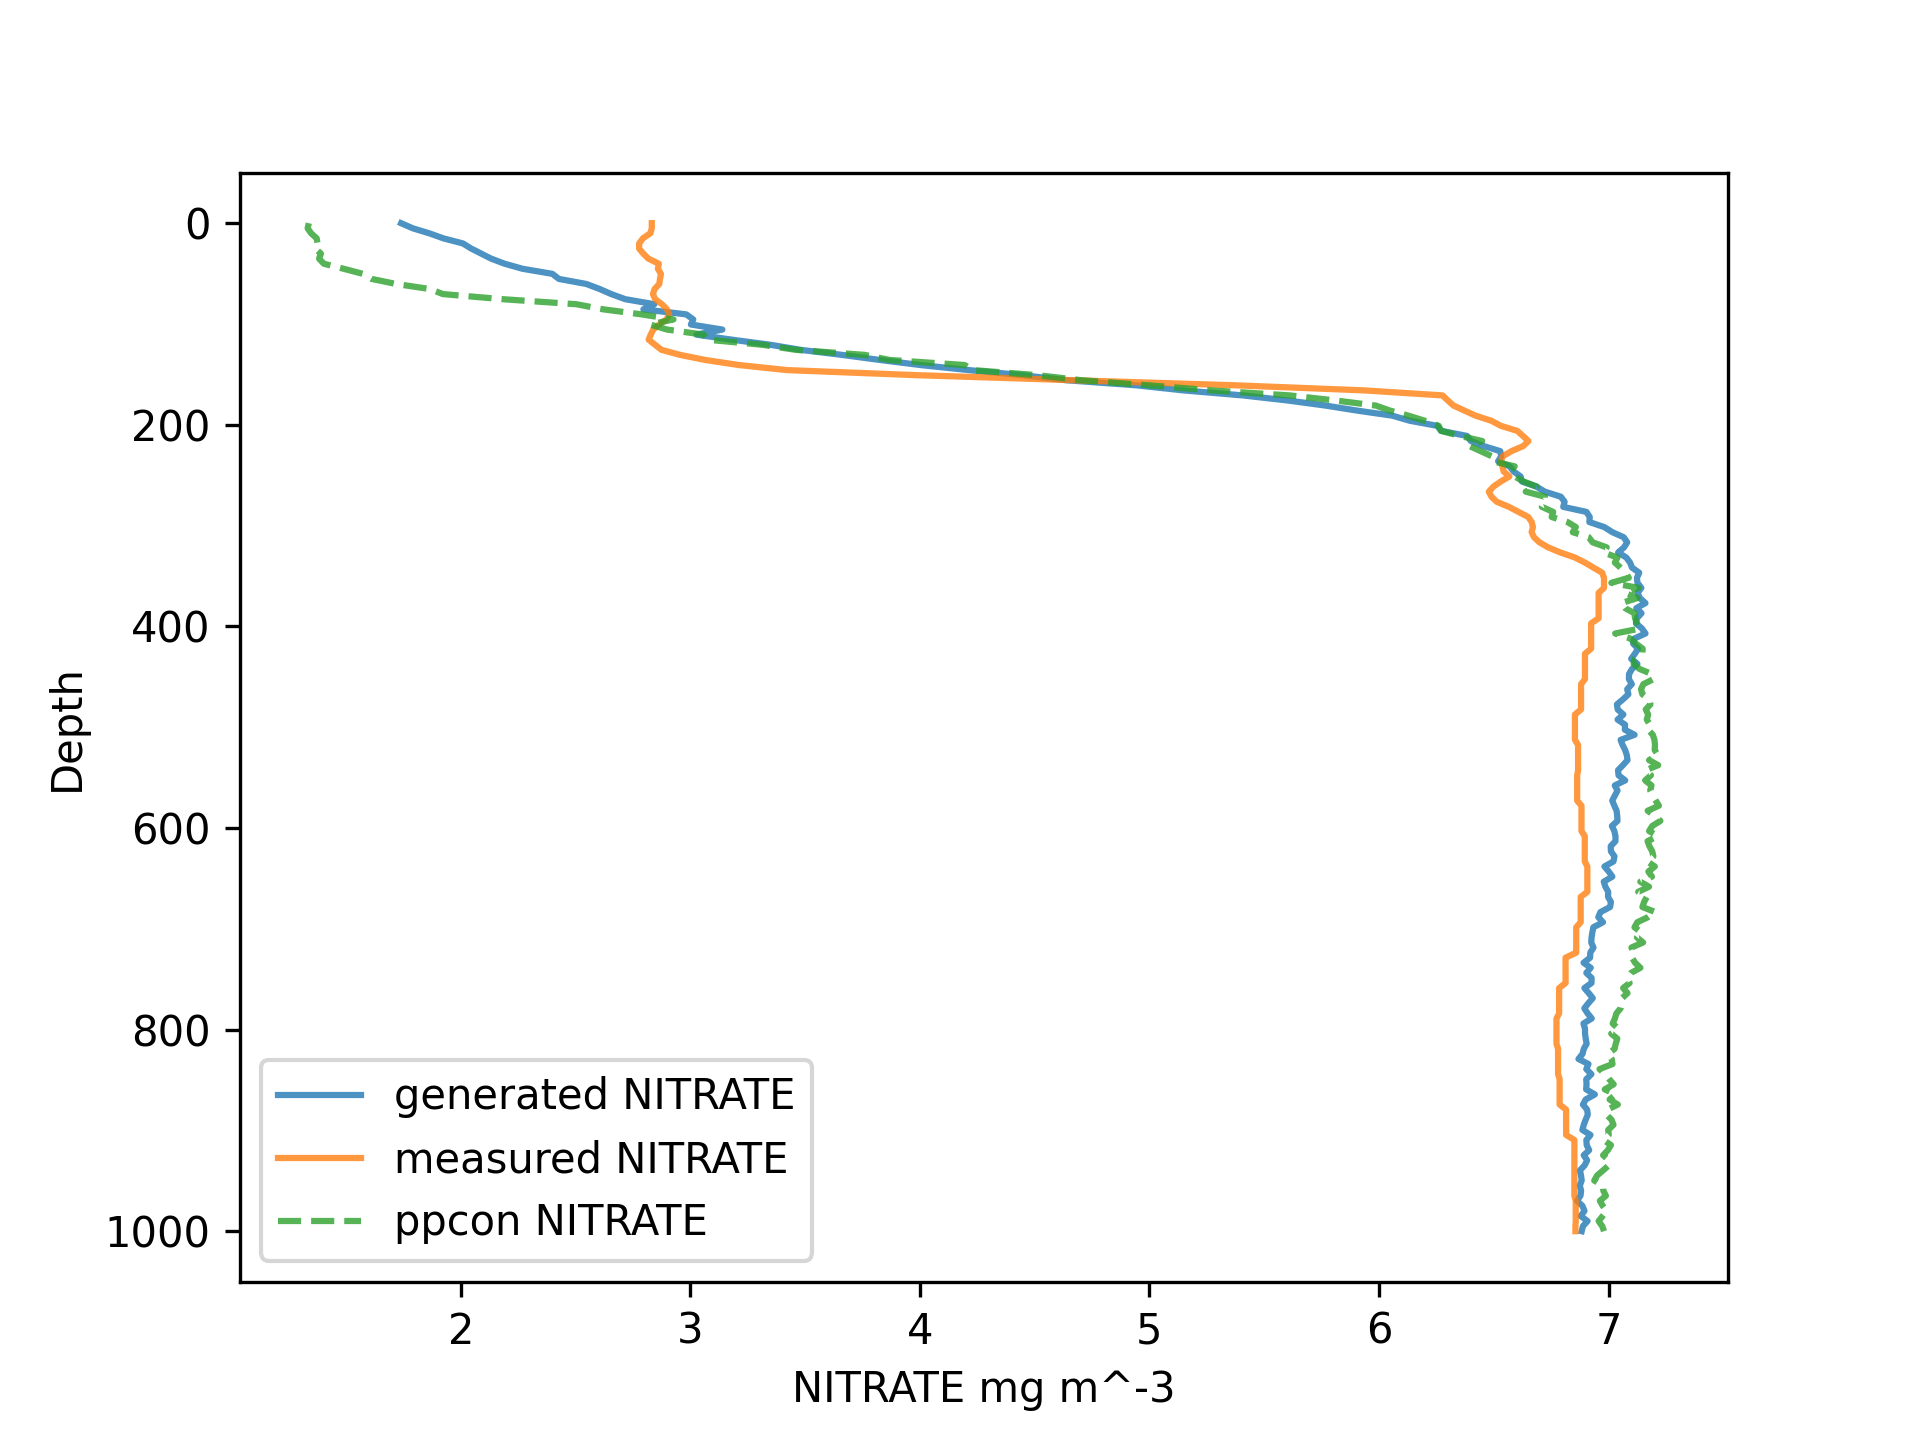 0
200
400
600
800
1000
Depth
generated NITRATE
measured NITRATE
ppcon NITRATE
2 3 4 5 6 7
NITRATE mg m^-3